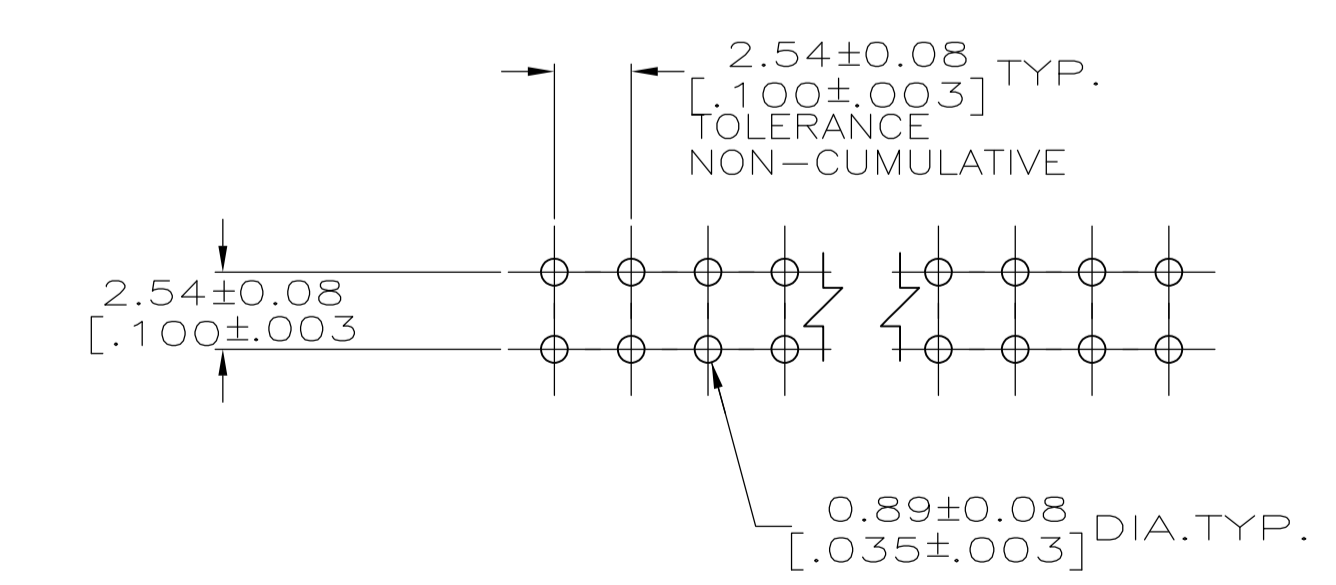 2.54±0.08
[.100±.003] TYP.
TOLERANCE
NON-CUMULATIVE
2.54±0.08
[.100±.003
0.89±0.08
[.035±.003] DIA.TYP.